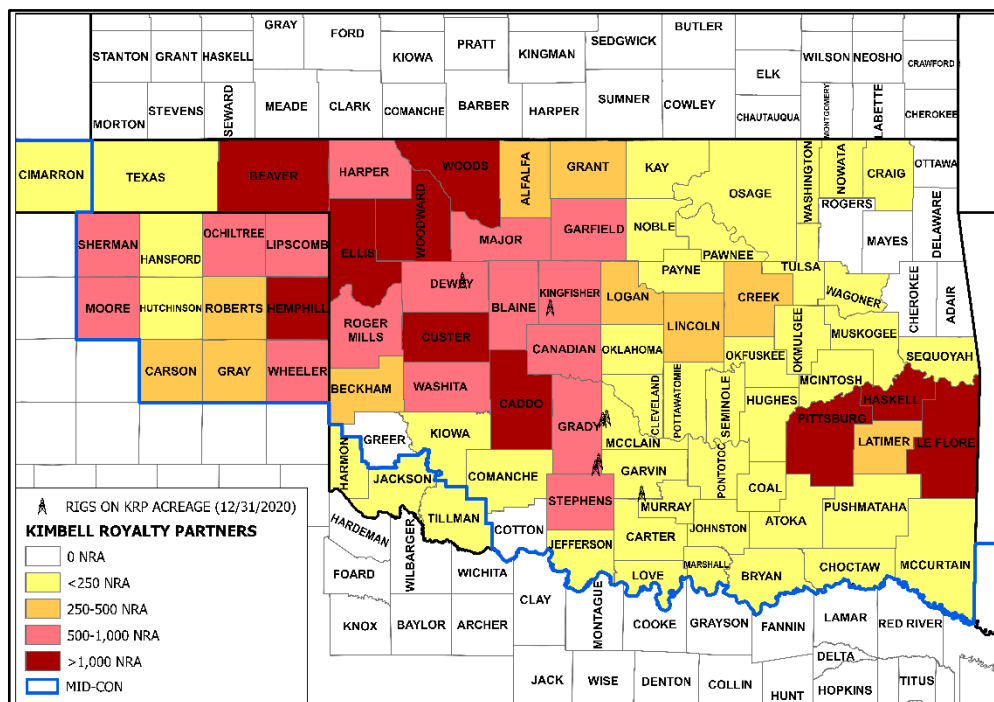 GRAY
FORD
BUTLER
PRATT
SEDGWICK
STANTON GRANT HASKELL
KIOWA
KINGMAN
WILSON NEOSHO
CRAWFORD
ELK
STEVENS
SEWARD
MEADE
CLARK
COMANCHE
BARBER
HARPER
SUMNER
COWLEY
CHAUTAUQUA
MONTGOMERY
LABETTE
CHEROKEE
MORTON
CIMARRON
TEXAS
BEAVER
HARPER
WOODS
ALFALFA
GRANT
KAY
OSAGE
WASHINGTON
NOWATA
CRAIG
OTTAWA
ROGERS
DELAWARE
MAYES
SHERMAN
HANSFORD
OCHILTREE
LIPSCOMB
ELLIS
WOODWARD
MAJOR
GARFIELD
NOBLE
PAWNEE
PAYNE
TULSA
WAGONER
CHEROKEE
ADAIR
MOORE
HUTCHINSON
ROBERTS
HEMPHILL
ROGER
MILLS
DEWEY
BLAINE
KINGFISHER
LOGAN
LINCOLN
CREEK
OKMULGEE
MUSKOGEE
SEQUOYAH
CUSTER
CANADIAN
OKLAHOMA
OKFUSKEE
MCINTOSH
CARSON
GRAY
WHEELER
BECKHAM
WASHITA
CADDO
GRADY
CLEVELAND
POTTAWATOMIE
SEMINOLE
HUGHES
PITTSBURG
HASKELL
LATIMER
LE FLORE
MCCLAIN
HARMON
GREER
KIOWA
COMANCHE
GARVIN
PONTOTOC
COAL
JACKSON
TILLMAN
STEPHENS
MURRAY
JOHNSTON
ATOKA
PUSHMATAHA
COTTON
JEFFERSON
CARTER
LOVE
MARSHALL
BRYAN
CHOCTAW
MCCURTAIN
HARDEMAN
WILBARGER
FOARD
WICHITA
CLAY
MONTAGUE
COOKE
GRAYSON
FANNIN
LAMAR
RED RIVER
KNOX
BAYLOR
ARCHER
DELTA
JACK
WISE
DENTON
COLLIN
HUNT
HOPKINS
TITUS
RIGS ON KRP ACREAGE (12/31/2020)
KIMBELL ROYALTY PARTNERS
0 NRA
<250 NRA
250-500 NRA
500-1,000 NRA
>1,000 NRA
MID-CON